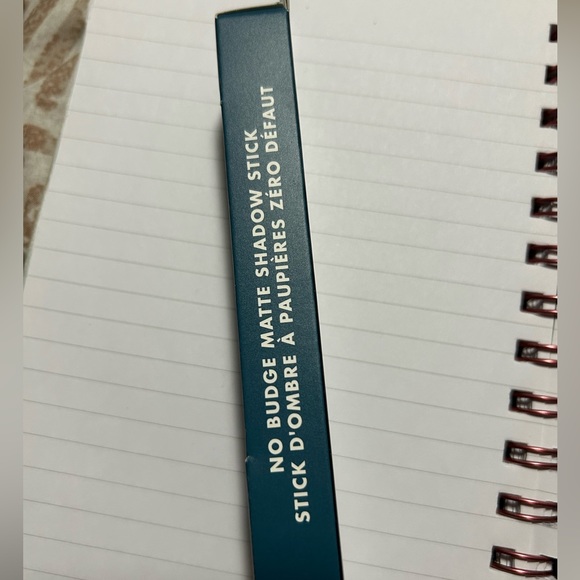 NO BUDGE MATTE SHADOW STICK
STICK D'OMBRE À PAUPIÈRES ZÉRO DÉFAUT